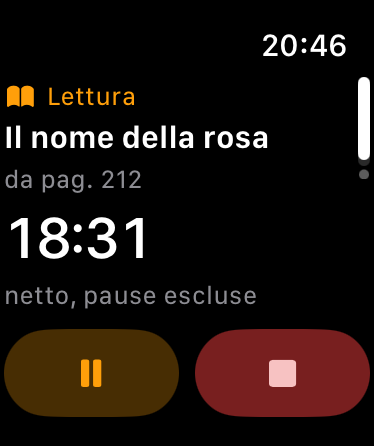 20:46
Lettura
Il nome della rosa
da pag. 212
18:31
netto, pause escluse